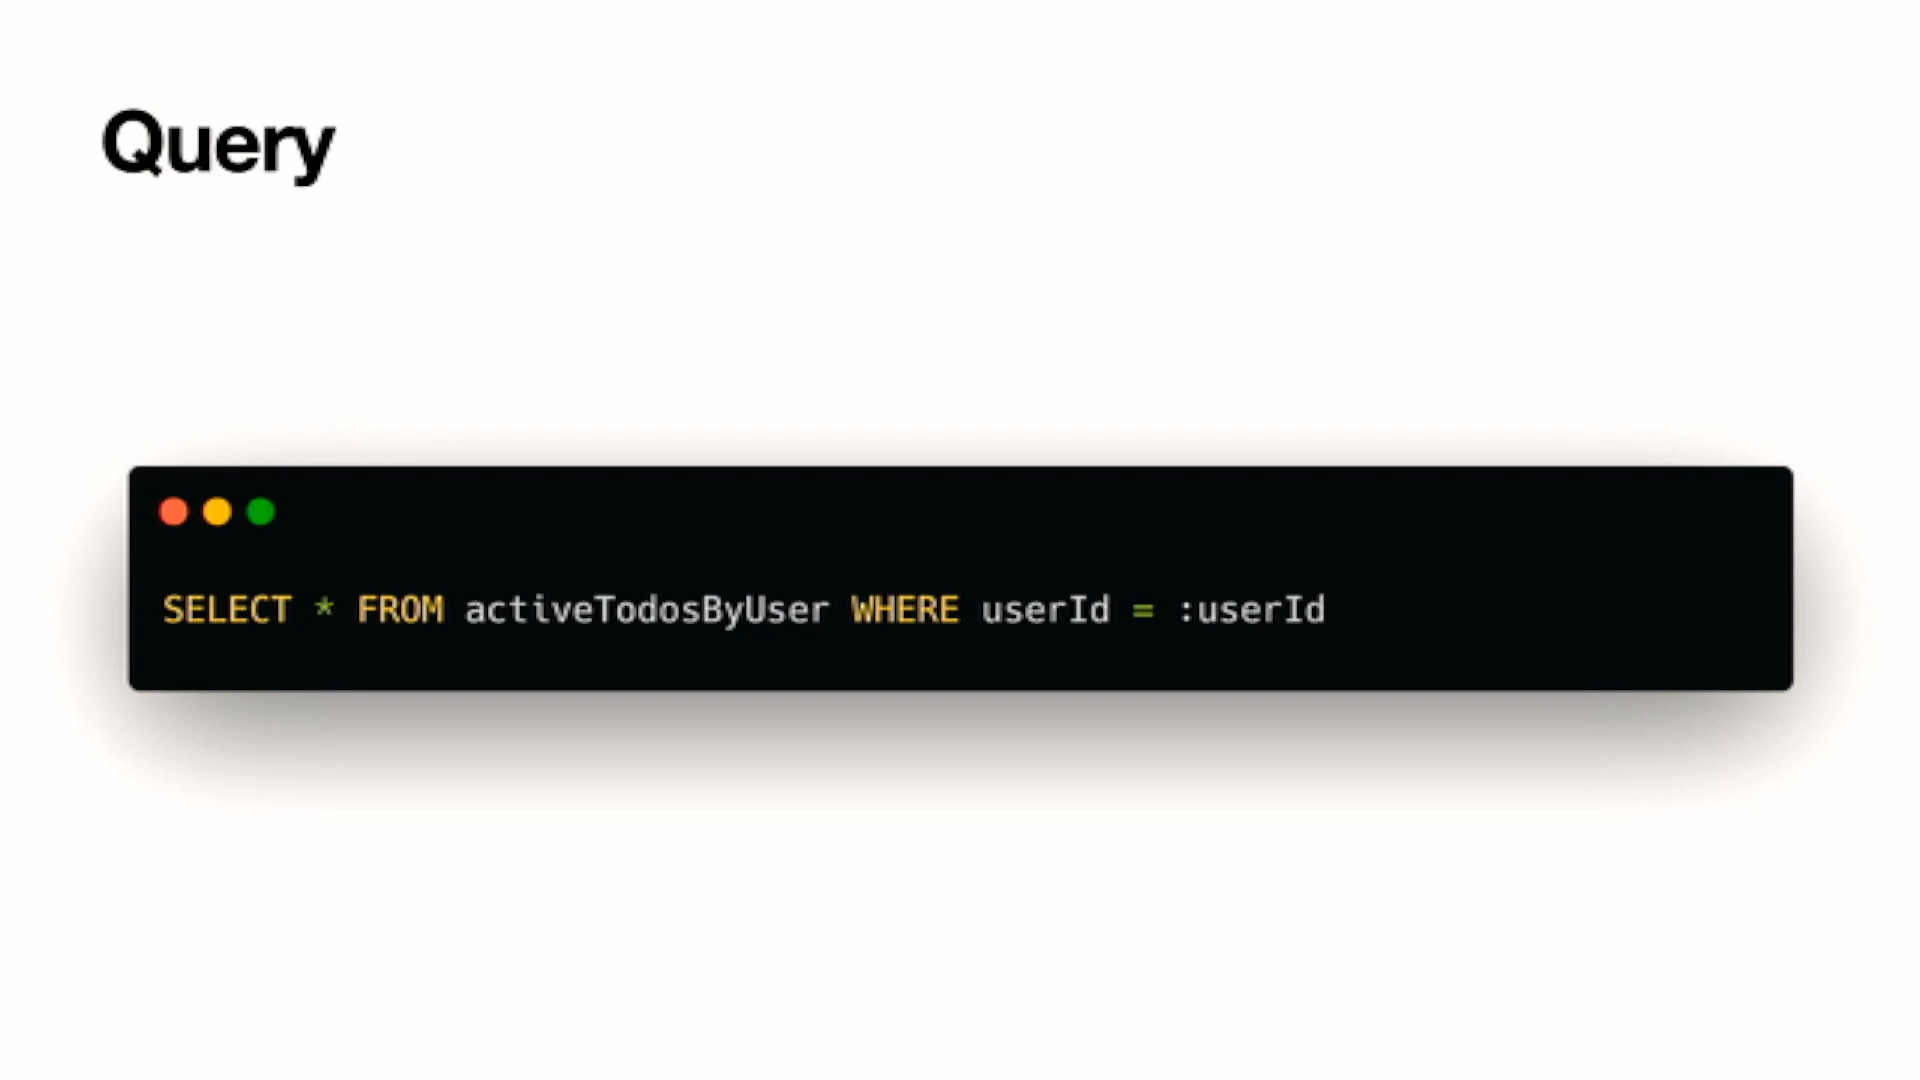 Query
SELECT * FROM activeTodosByUser WHERE userId = :userId